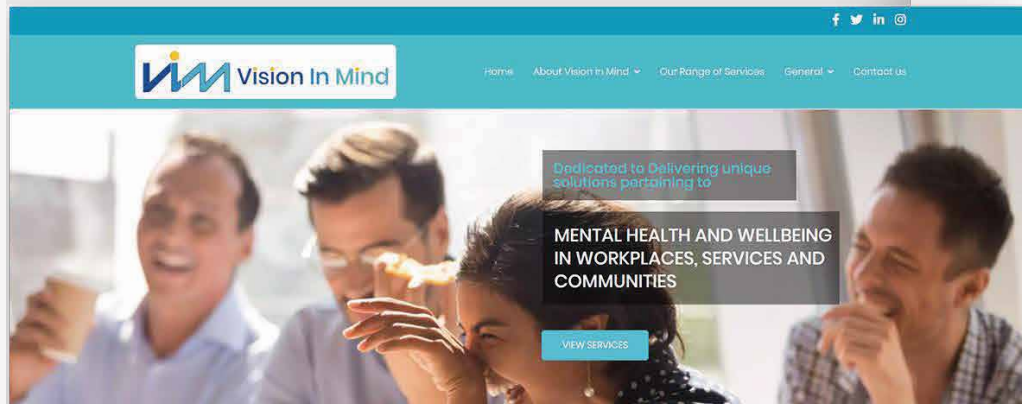 VIM Vision In Mind
Home About Vision In Mind Our Range of Services General Contact us
Dedicated to Delivering unique
solutions pertaining to
MENTAL HEALTH AND WELLBEING
IN WORKPLACES, SERVICES AND
COMMUNITIES
VIEW SERVICES